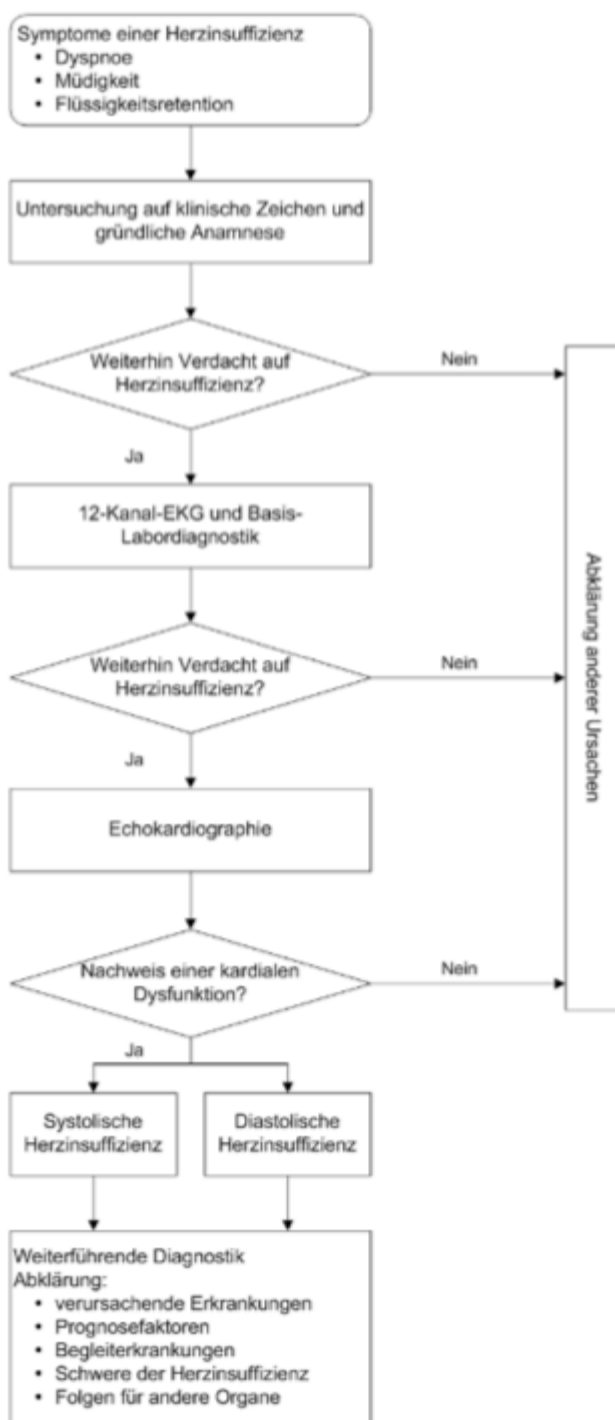 Symptome einer Herzinsuffizienz
• Dyspnoe
• Müdigkeit
• Flüssigkeitsretention
Untersuchung auf klinische Zeichen und
gründliche Anamnese
Weiterhin Verdacht auf
Herzinsuffizienz?
Nein
Ja
12-Kanal-EKG und Basis-
Labordiagnostik
Weiterhin Verdacht auf
Herzinsuffizienz?
Nein
Ja
Echokardiographie
Nachweis einer kardialen
Dysfunktion?
Nein
Ja
Abklärung anderer Ursachen
Systolische
Herzinsuffizienz
Diastolische
Herzinsuffizienz
Weiterführende Diagnostik
Abklärung:
• verursachende Erkrankungen
• Prognosefaktoren
• Begleiterkrankungen
• Schwere der Herzinsuffizienz
• Folgen für andere Organe